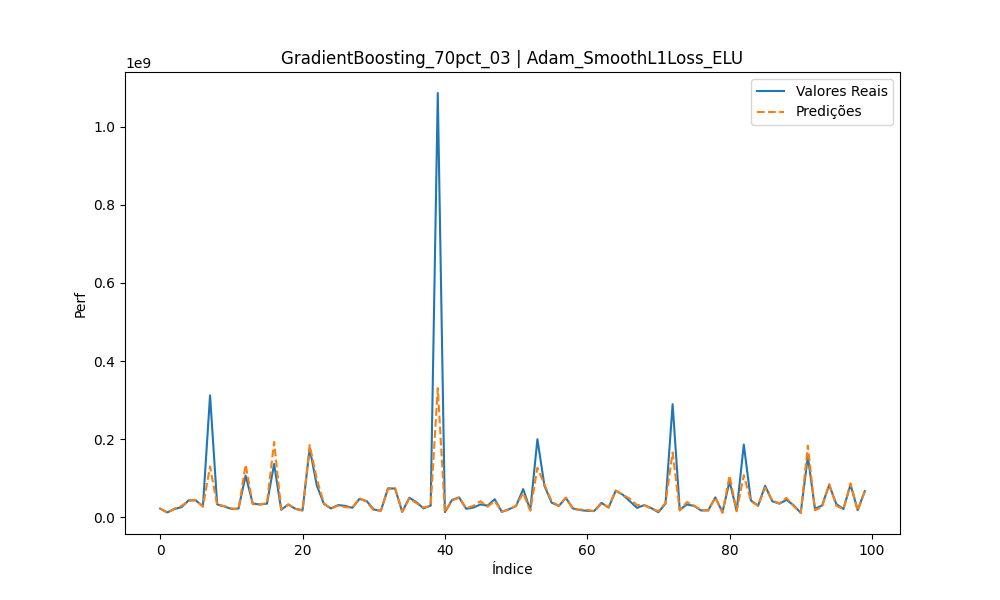 GradientBoosting_70pct_03 | Adam_SmoothL1Loss_ELU
1e9
Valores Reais
Predições
1.0
0.8
0.6
0.4
0.2
0.0
Perf
0 20 40 60 80 100
Índice